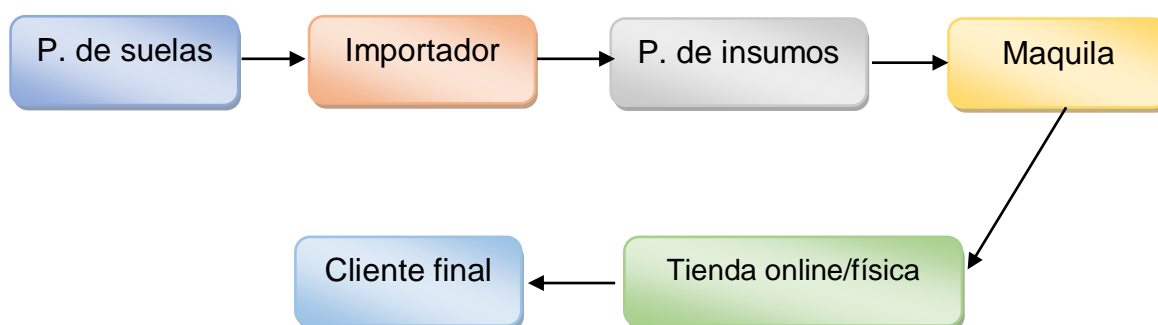 P. de suelas
Importador
P. de insumos
Maquila
Tienda online/física
Cliente final